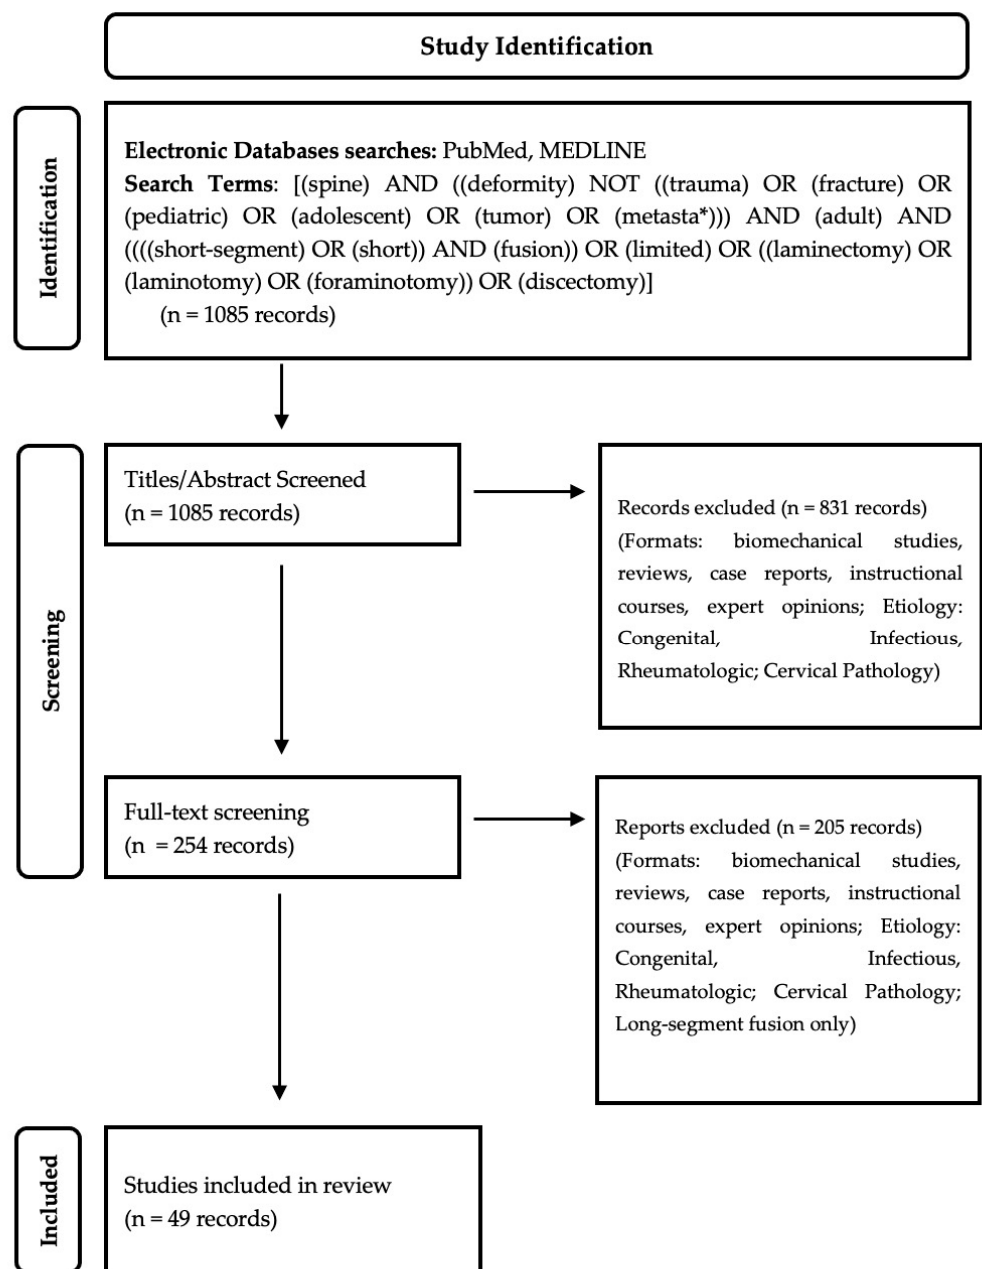 Study Identification
Identification
Electronic Databases searches: PubMed, MEDLINE
Search Terms: [(spine) AND ((deformity) NOT ((trauma) OR (fracture) OR
(pediatric) OR (adolescent) OR (tumor) OR (metasta*))) AND (adult) AND
((((short-segment) OR (short)) AND (fusion)) OR (limited) OR ((laminectomy) OR
(laminotomy) OR (foraminotomy)) OR (discectomy)]
(n = 1085 records)
Screening
Titles/Abstract Screened
(n = 1085 records)
Records excluded (n = 831 records)
(Formats: biomechanical studies,
reviews, case reports, instructional
courses, expert opinions; Etiology:
Congenital, Infectious,
Rheumatologic; Cervical Pathology)
Full-text screening
(n = 254 records)
Reports excluded (n = 205 records)
(Formats: biomechanical studies,
reviews, case reports, instructional
courses, expert opinions; Etiology:
Congenital, Infectious,
Rheumatologic; Cervical Pathology;
Long-segment fusion only)
Included
Studies included in review
(n = 49 records)